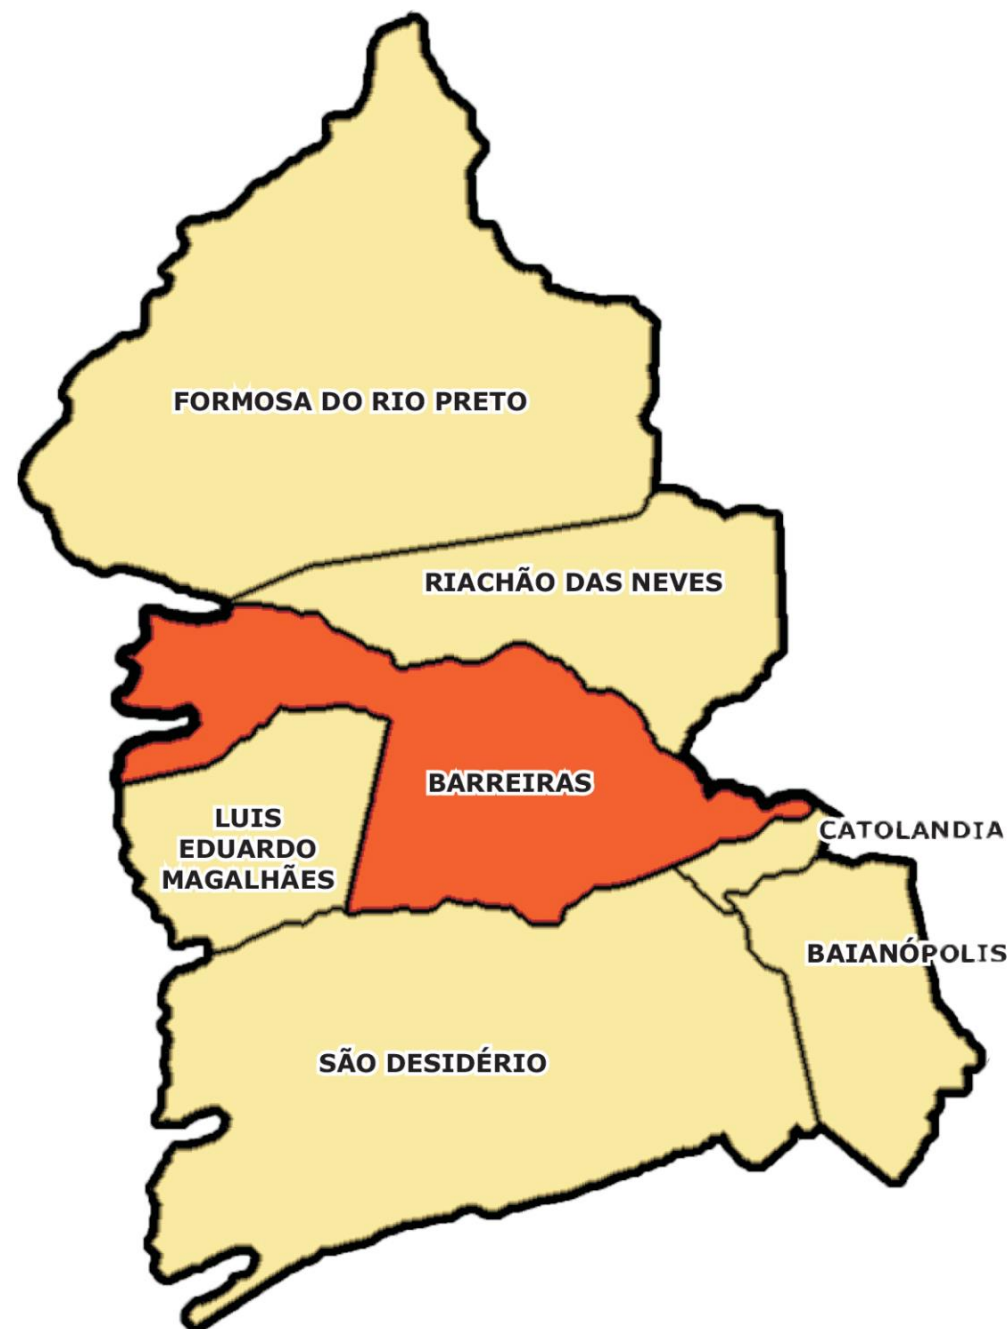 FORMOSA DO RIO PRETO
RIACHÃO DAS NEVES
BARREIRAS
LUIS
EDUARDO
MAGALHÃES
CATOLANDIA
BAIANÓPOLIS
SÃO DESIDÉRIO